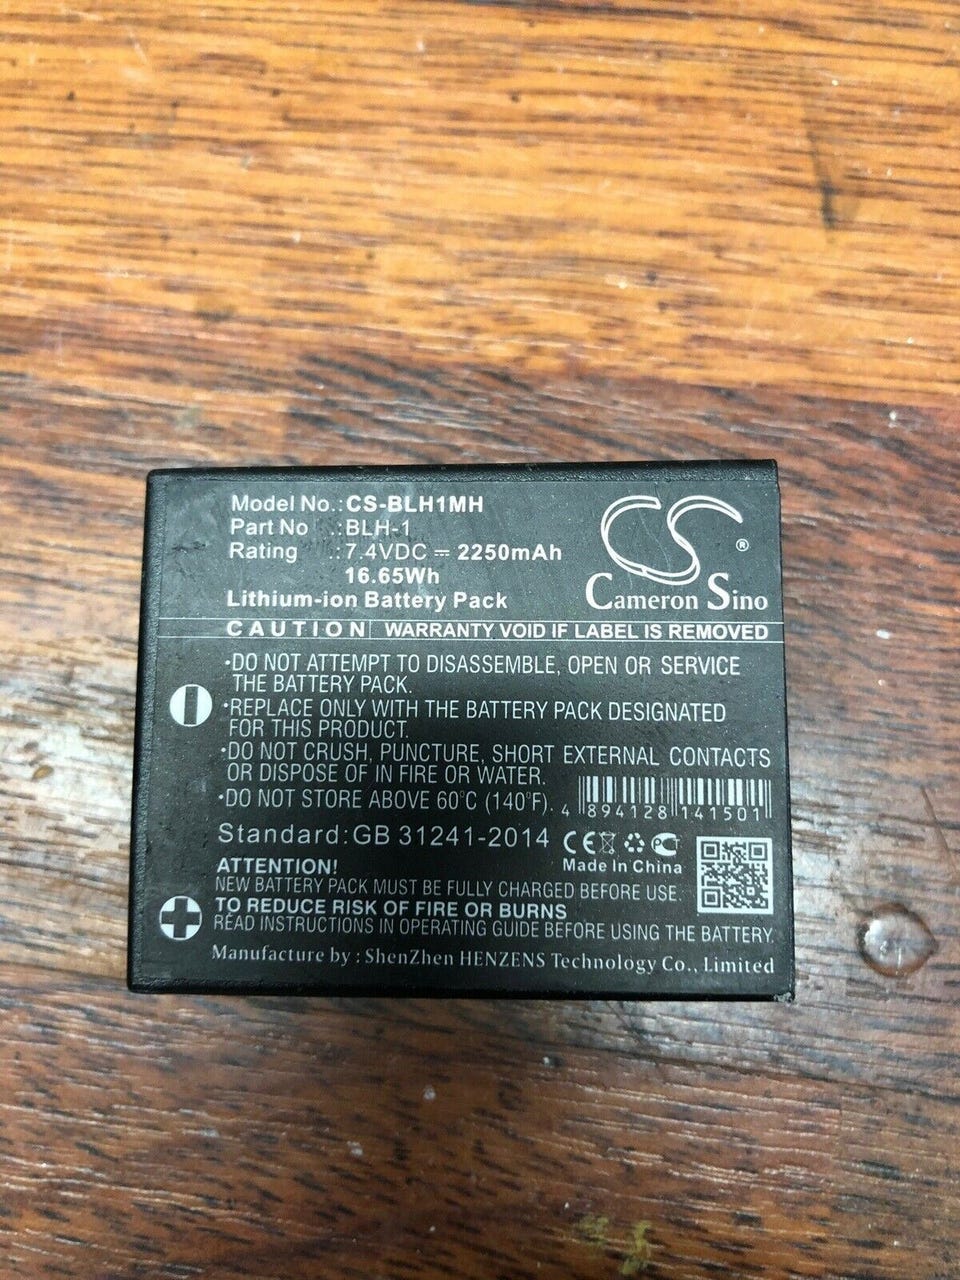 Model No.:CS-BLH1MH
Part No .:BLH-1
Rating .:7.4VDC ⎓ 2250mAh
16.65Wh
Lithium-ion Battery Pack
CS ®
Cameron Sino
CAUTION| WARRANTY VOID IF LABEL IS REMOVED
·DO NOT ATTEMPT TO DISASSEMBLE, OPEN OR SERVICE
THE BATTERY PACK.
·REPLACE ONLY WITH THE BATTERY PACK DESIGNATED
FOR THIS PRODUCT.
·DO NOT CRUSH, PUNCTURE, SHORT EXTERNAL CONTACTS
OR DISPOSE OF IN FIRE OR WATER.
·DO NOT STORE ABOVE 60°C (140°F).
4 894128 141501
Standard:GB 31241-2014
CE
Made in China
ATTENTION!
NEW BATTERY PACK MUST BE FULLY CHARGED BEFORE USE.
TO REDUCE RISK OF FIRE OR BURNS
READ INSTRUCTIONS IN OPERATING GUIDE BEFORE USING THE BATTERY.
Manufacture by : ShenZhen HENZENS Technology Co., Limited